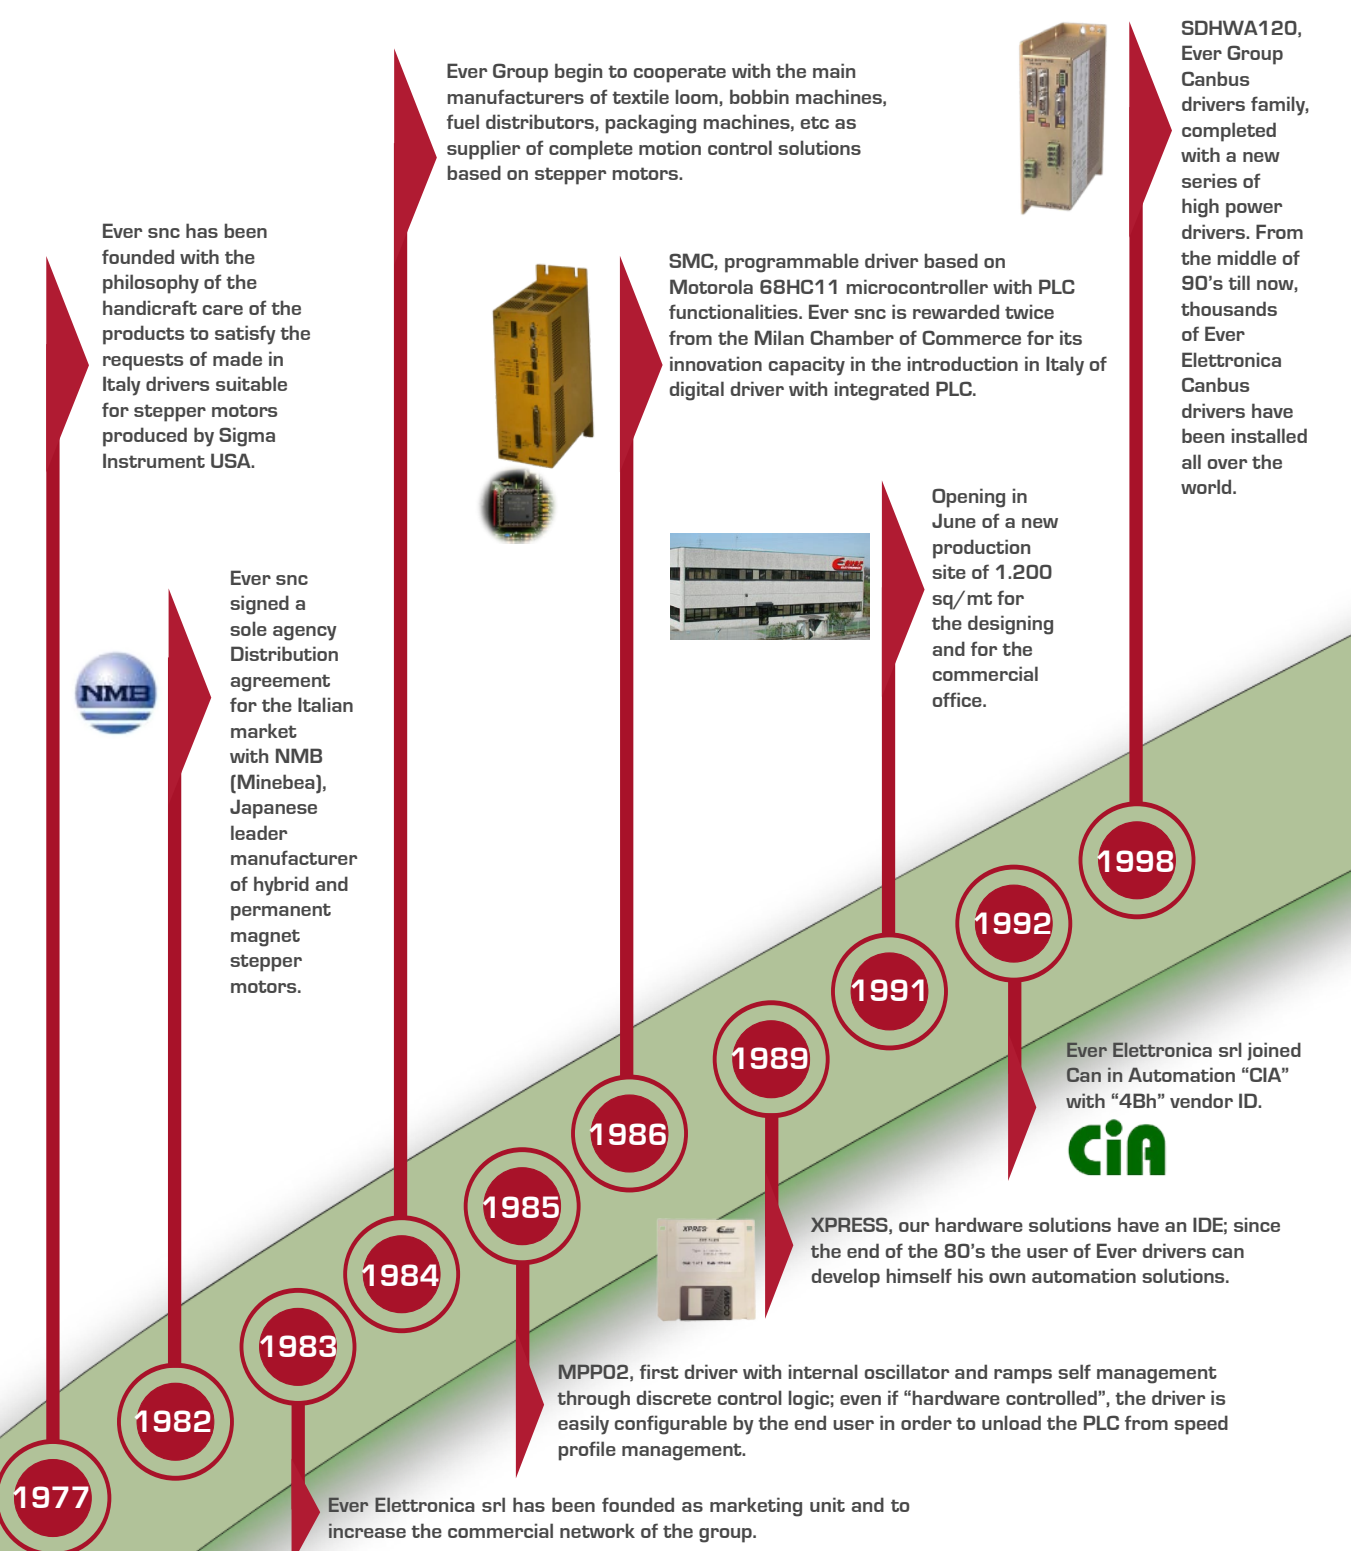 SDHWA120,
Ever Group
Canbus
drivers family,
completed
with a new
series of
high power
drivers. From
the middle of
90's till now,
thousands
of Ever
Elettronica
Canbus
drivers have
been installed
all over the
world.
Ever Group begin to cooperate with the main
manufacturers of textile loom, bobbin machines,
fuel distributors, packaging machines, etc as
supplier of complete motion control solutions
based on stepper motors.
Ever snc has been
founded with the
philosophy of the
handicraft care of the
products to satisfy the
requests of made in
Italy drivers suitable
for stepper motors
produced by Sigma
Instrument USA.
SMC, programmable driver based on
Motorola 68HC11 microcontroller with PLC
functionalities. Ever snc is rewarded twice
from the Milan Chamber of Commerce for its
innovation capacity in the introduction in Italy of
digital driver with integrated PLC.
Opening in
June of a new
production
site of 1.200
sq/mt for
the designing
and for the
commercial
office.
Ever
Ever snc
signed a
sole agency
Distribution
agreement
for the Italian
market
with NMB
(Minebea),
Japanese
leader
manufacturer
of hybrid and
permanent
magnet
stepper
motors.
NMB
1998
1992
1991
1989
1986
1985
1984
1983
1982
1977
Ever Elettronica srl joined
Can in Automation “CIA”
with “4Bh” vendor ID.
CiA
XPRESS, our hardware solutions have an IDE; since
the end of the 80's the user of Ever drivers can
develop himself his own automation solutions.
MPP02, first driver with internal oscillator and ramps self management
through discrete control logic; even if “hardware controlled”, the driver is
easily configurable by the end user in order to unload the PLC from speed
profile management.
Ever Elettronica srl has been founded as marketing unit and to
increase the commercial network of the group.